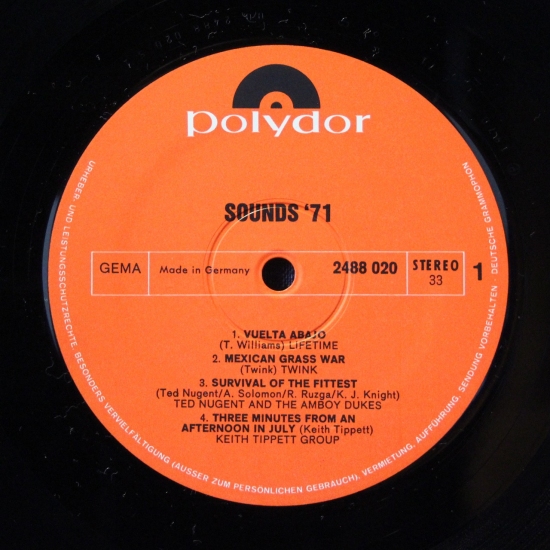 polydor
SOUNDS '71
GEMA
Made in Germany
2488 020
STEREO
33
1
1. VUELTA ABAJO
(T. Williams) LIFETIME
2. MEXICAN GRASS WAR
(Twink) TWINK
3. SURVIVAL OF THE FITTEST
(Ted Nugent/A. Solomon/R. Ruzga/K. J. Knight)
TED NUGENT AND THE AMBOY DUKES
4. THREE MINUTES FROM AN
AFTERNOON IN JULY (Keith Tippett)
KEITH TIPPETT GROUP
URHEBER- UND LEISTUNGSSCHUTZRECHTE, BESONDERS VERVIELFÄLTIGUNG (AUSSER ZUM PERSÖNLICHEN GEBRAUCH), VERMIETUNG, AUFFÜHRUNG, SENDUNG VORBEHALTEN DEUTSCHE GRAMMOPHON